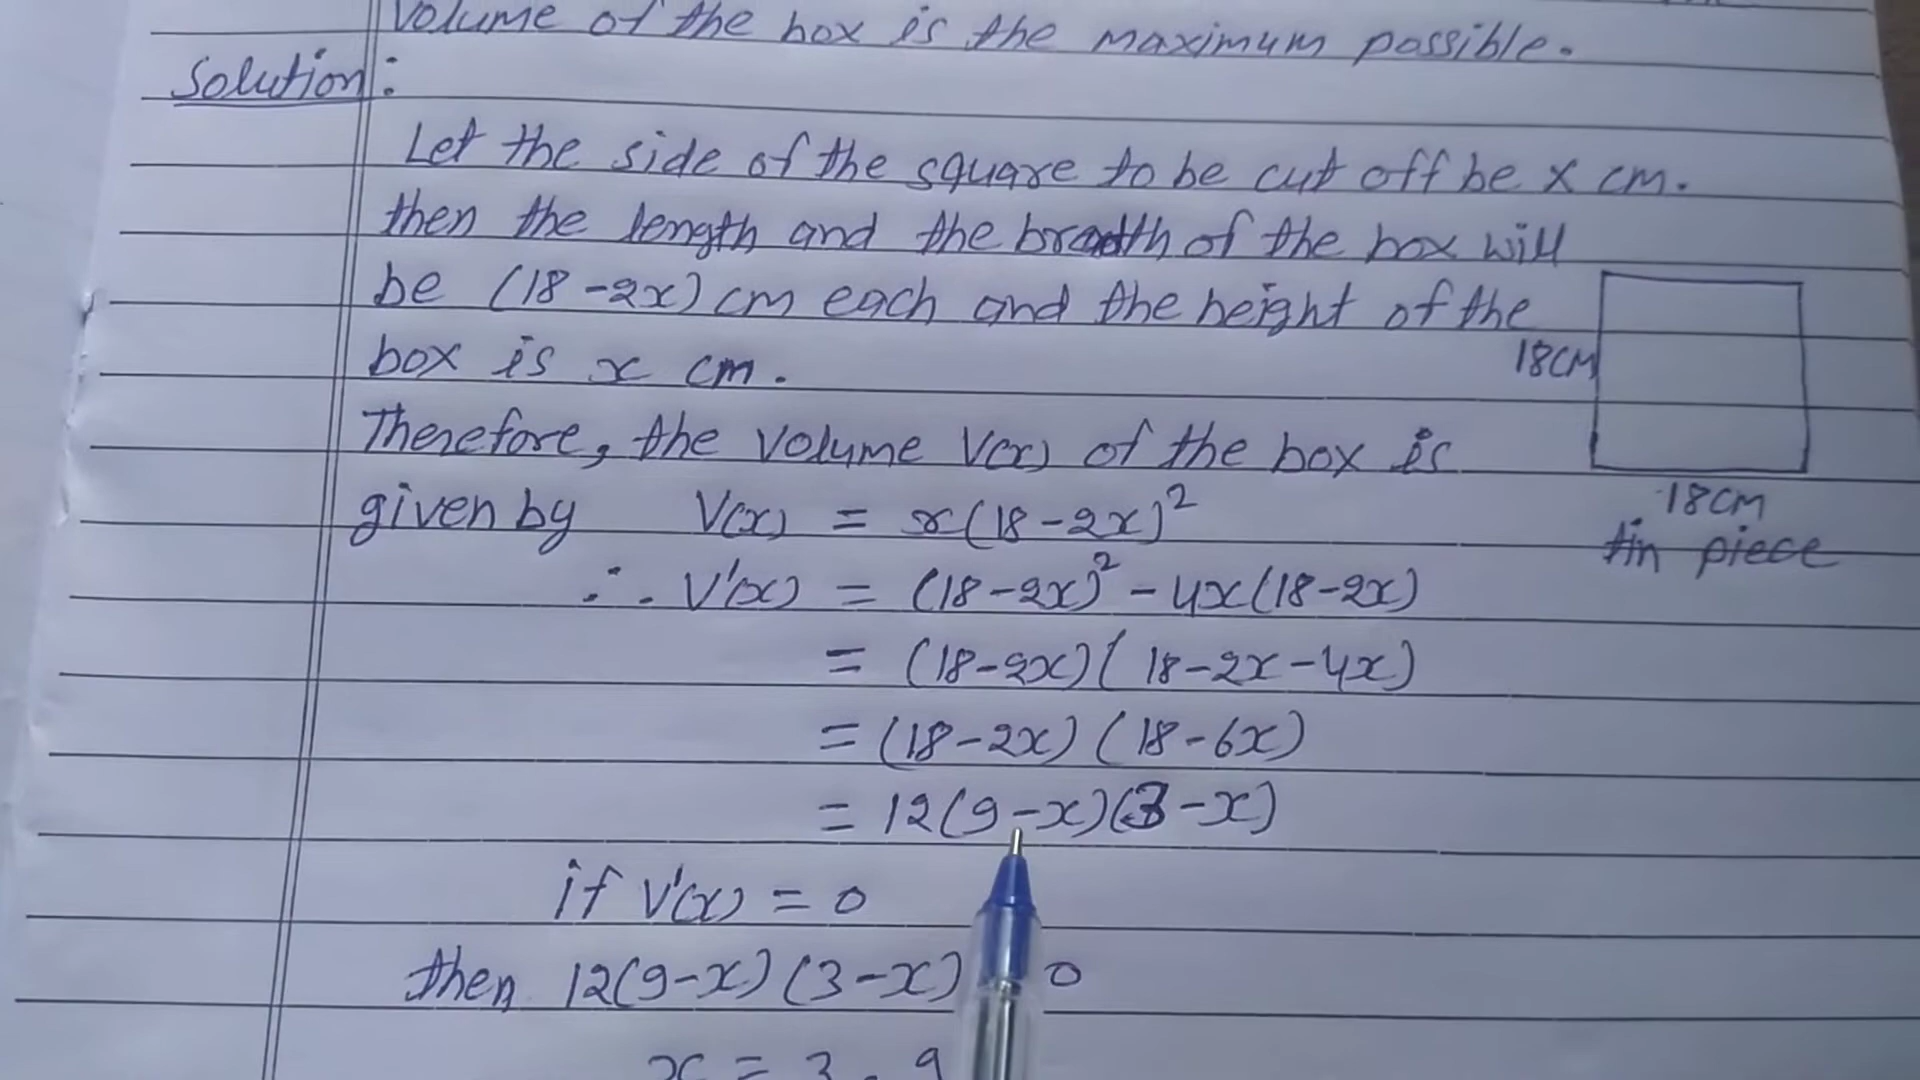 Volume of the box is the maximum possible.
Solution:
Let the side of the square to be cut off be x cm.
then the length and the breadth of the box will
be (18-2x) cm each and the height of the
box is x cm.
18CM
Therefore, the volume V(x) of the box is
given by V(x) = x(18-2x)²
18CM
tin piece
∴ V'(x) = (18-2x)² - 4x(18-2x)
= (18-2x)(18-2x-4x)
= (18-2x)(18-6x)
= 12(9-x)(3-x)
if V'(x) = 0
then 12(9-x)(3-x) 0
x = 3, 9